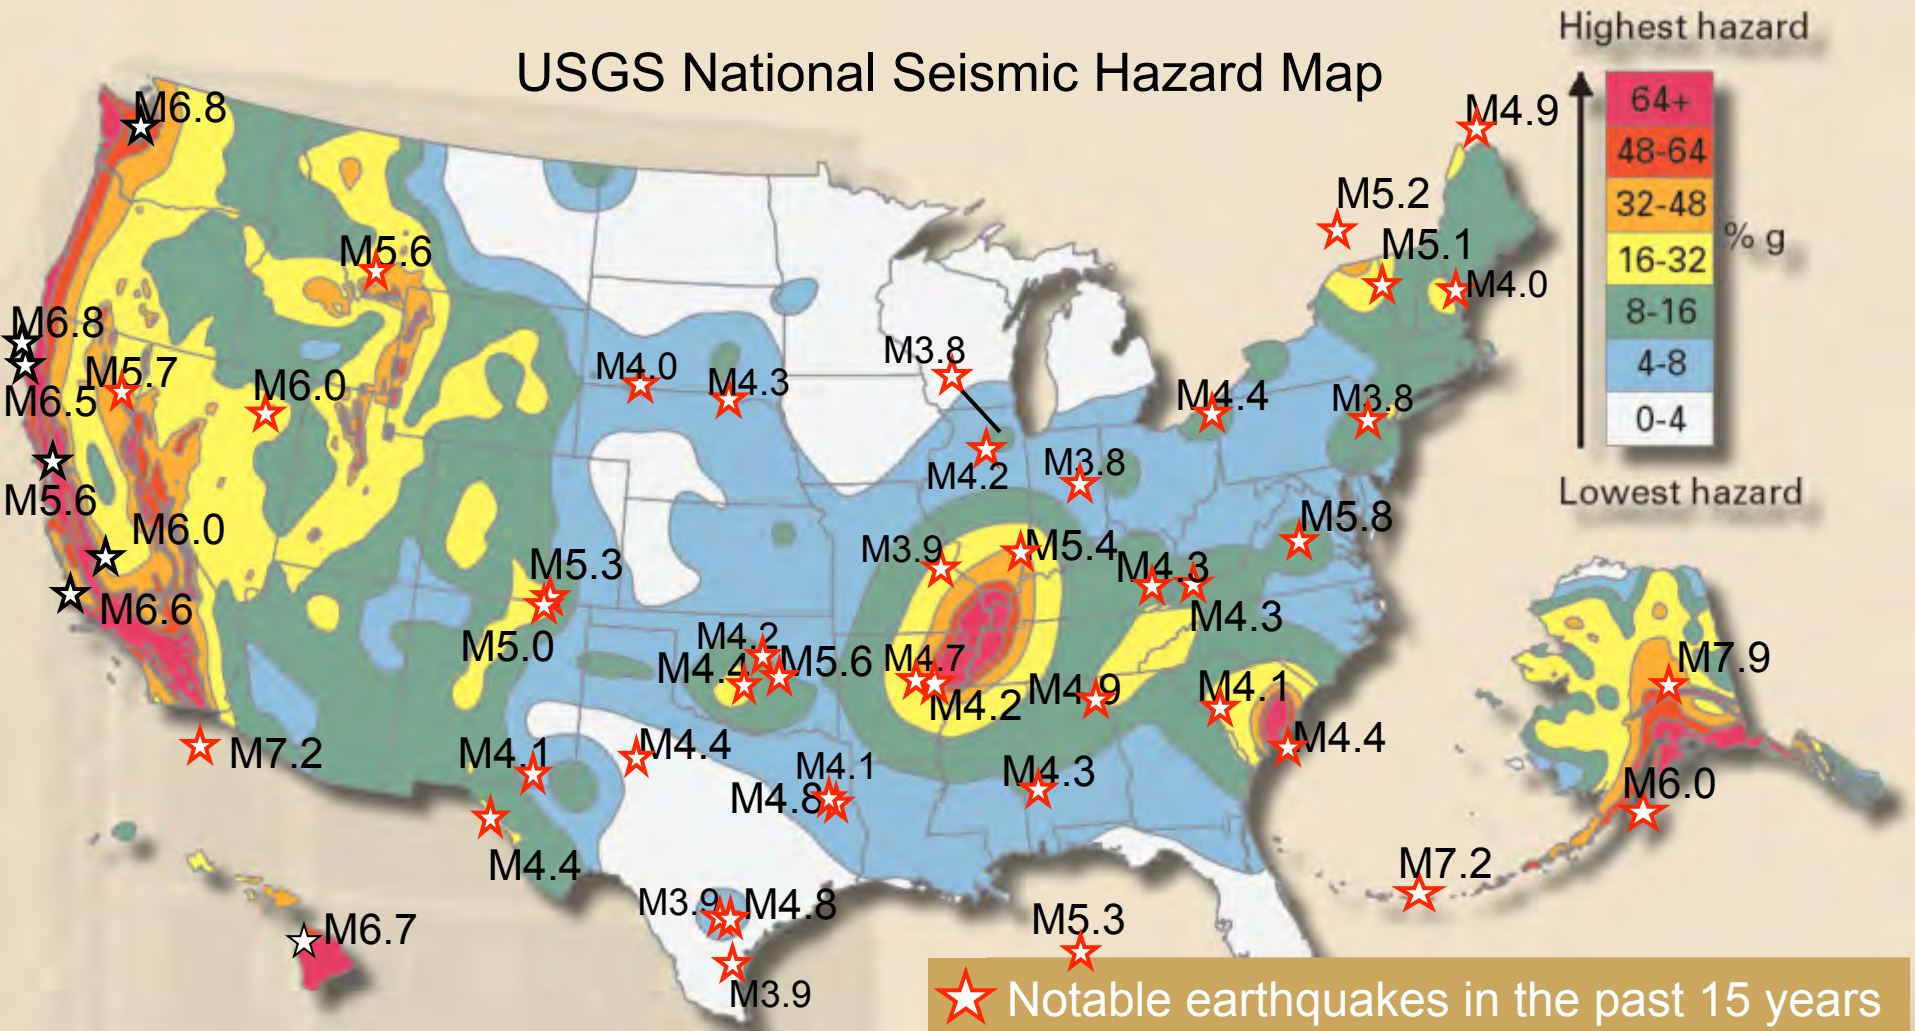 USGS National Seismic Hazard Map
Highest hazard
64+
48-64
32-48
16-32
8-16
4-8
0-4
% g
Lowest hazard
M6.8
M4.9
M5.2
M5.1
M4.0
M5.6
M6.8
M5.7
M6.5
M6.0
M4.0
M4.3
M3.8
M4.4
M3.8
M4.2
M3.8
M5.6
M6.0
M5.8
M3.9
M5.4
M4.3
M5.3
M6.6
M4.3
M5.0
M4.2
M4.4
M5.6
M4.7
M4.2
M4.9
M4.1
M7.9
M7.2
M4.1
M4.4
M4.4
M4.1
M4.8
M4.3
M6.0
M4.4
M7.2
M3.9
M4.8
M5.3
M6.7
M3.9
Notable earthquakes in the past 15 years